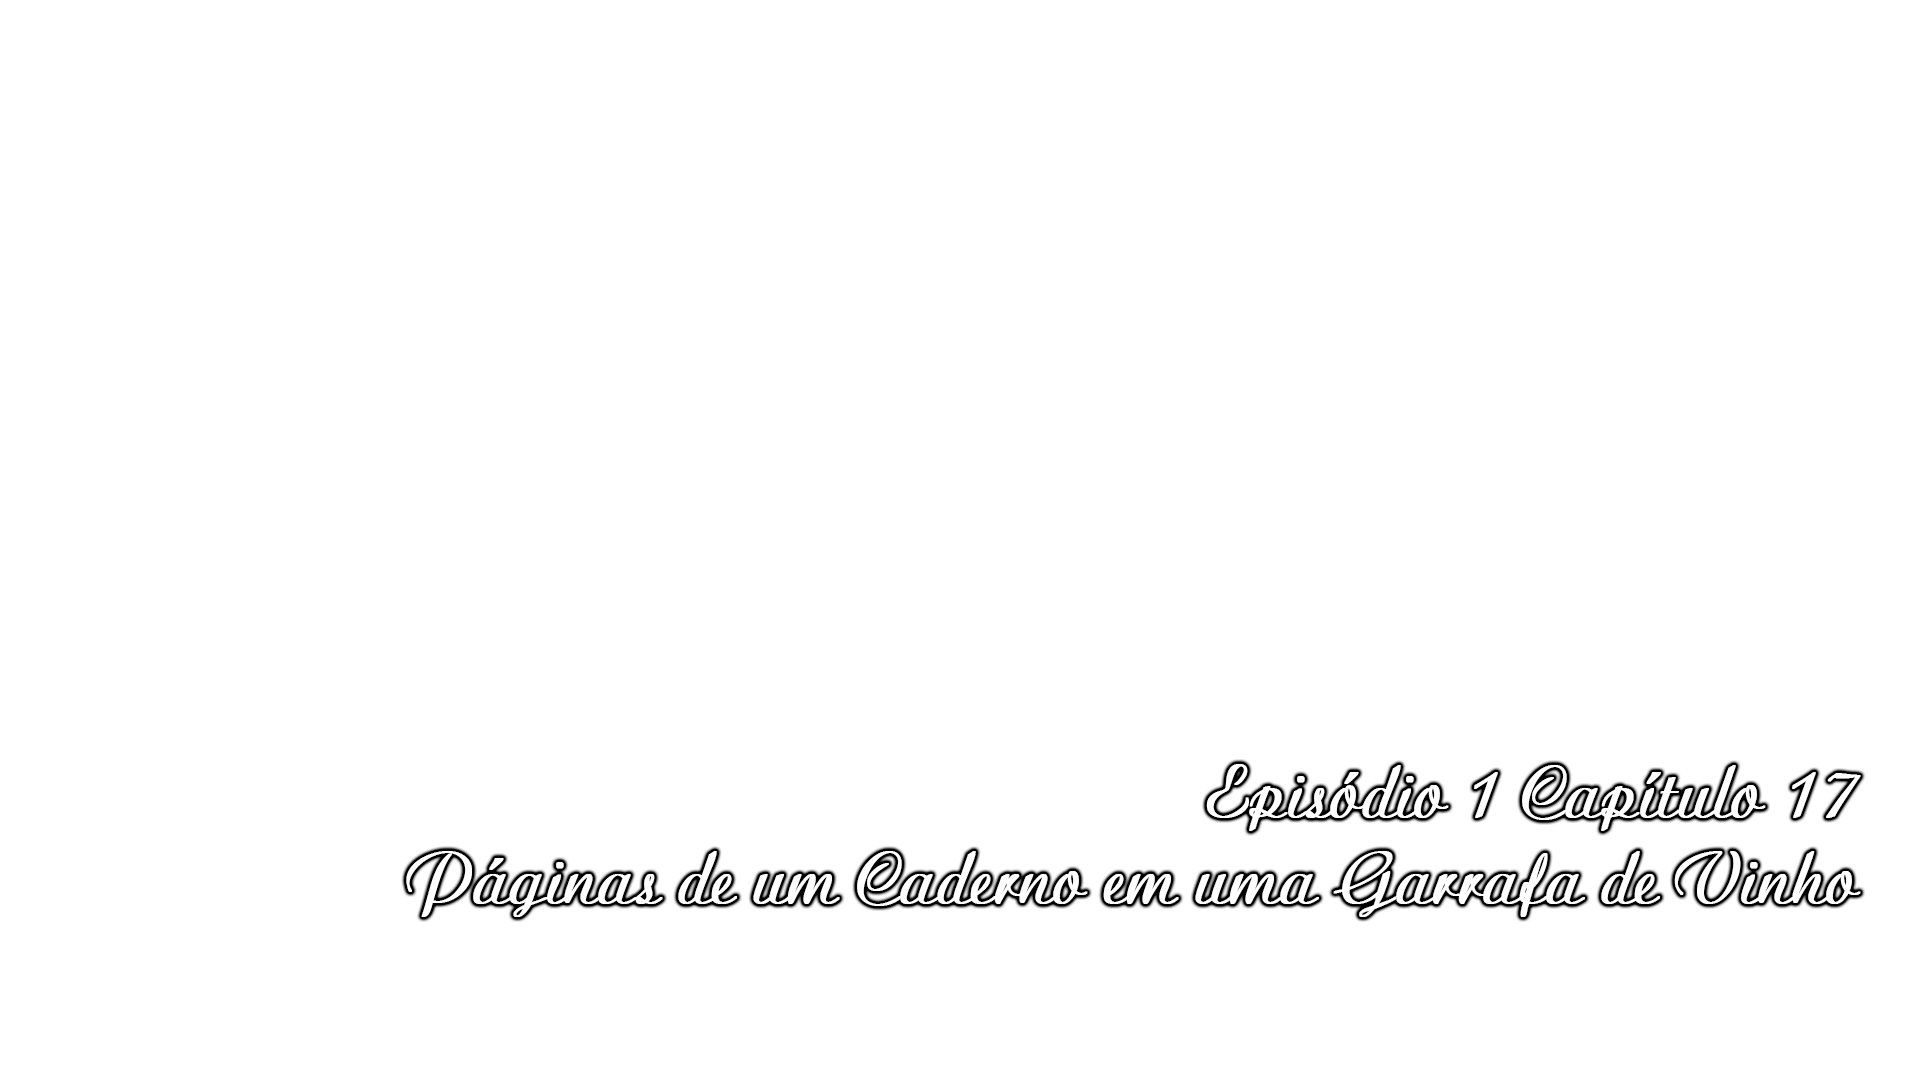 Episódio 1 Capítulo 17
Páginas de um Caderno em uma Garrafa de Vinho